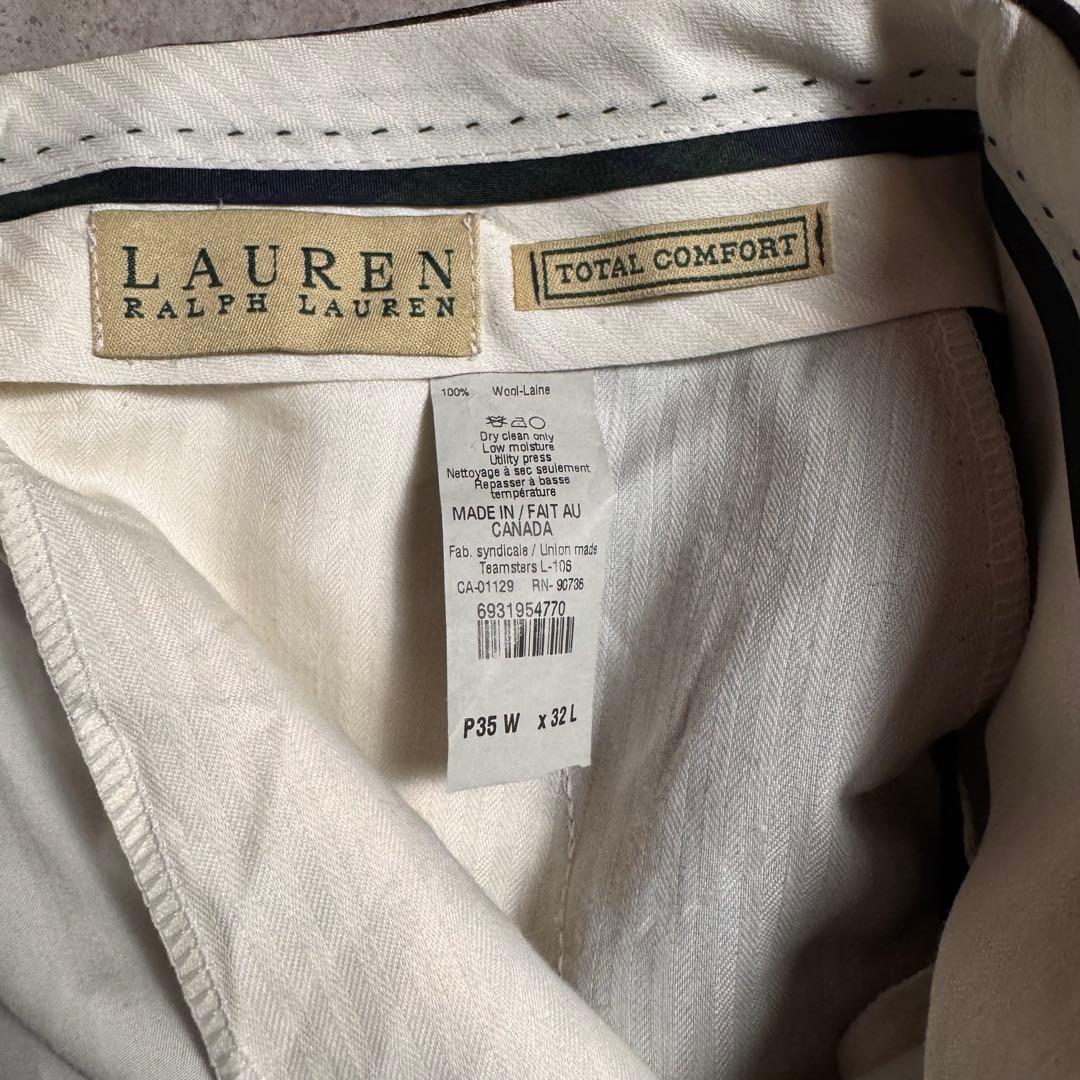 LAUREN
RALPH LAUREN
TOTAL COMFORT
100% Wool-Laine
Dry clean only
Low moisture
Utility press
Nettoyage à sec seulement
Repasser à basse
température
MADE IN / FAIT AU
CANADA
Fab. syndicale / Union made
Teamsters L-106
CA-01129 RN- 90736
6931954770
P35 W x 32 L